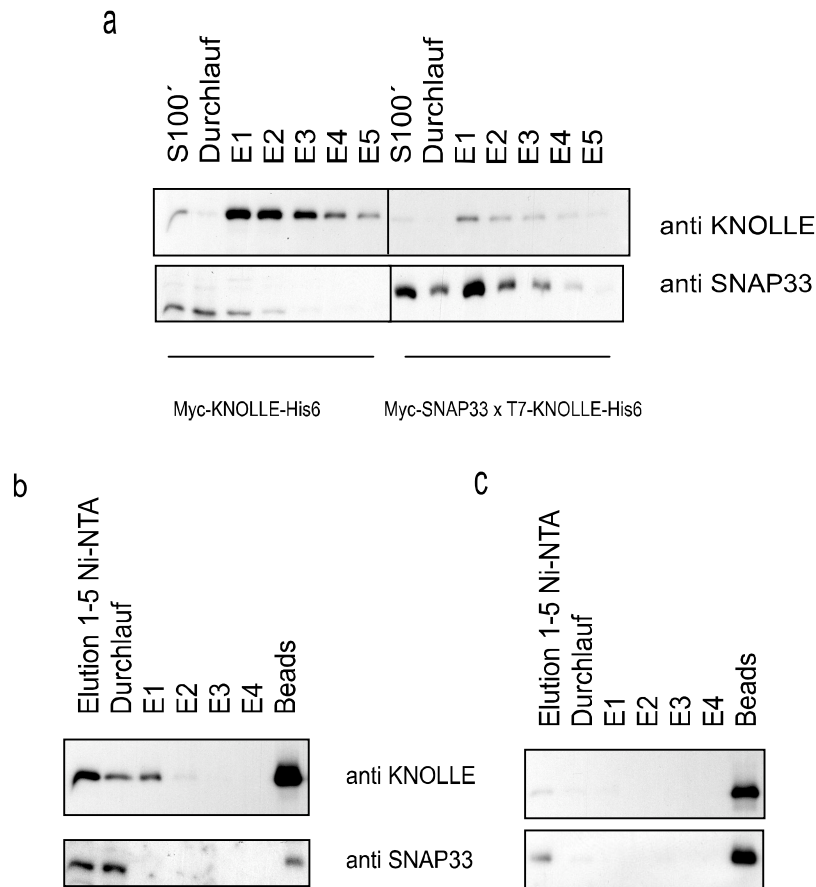 a
S100´ Durchlauf E1 E2 E3 E4 E5 S100´ Durchlauf E1 E2 E3 E4 E5
anti KNOLLE
anti SNAP33
Myc-KNOLLE-His6 Myc-SNAP33 x T7-KNOLLE-His6
b
Elution 1-5 Ni-NTA Durchlauf E1 E2 E3 E4 Beads
anti KNOLLE
anti SNAP33
c
Elution 1-5 Ni-NTA Durchlauf E1 E2 E3 E4 Beads